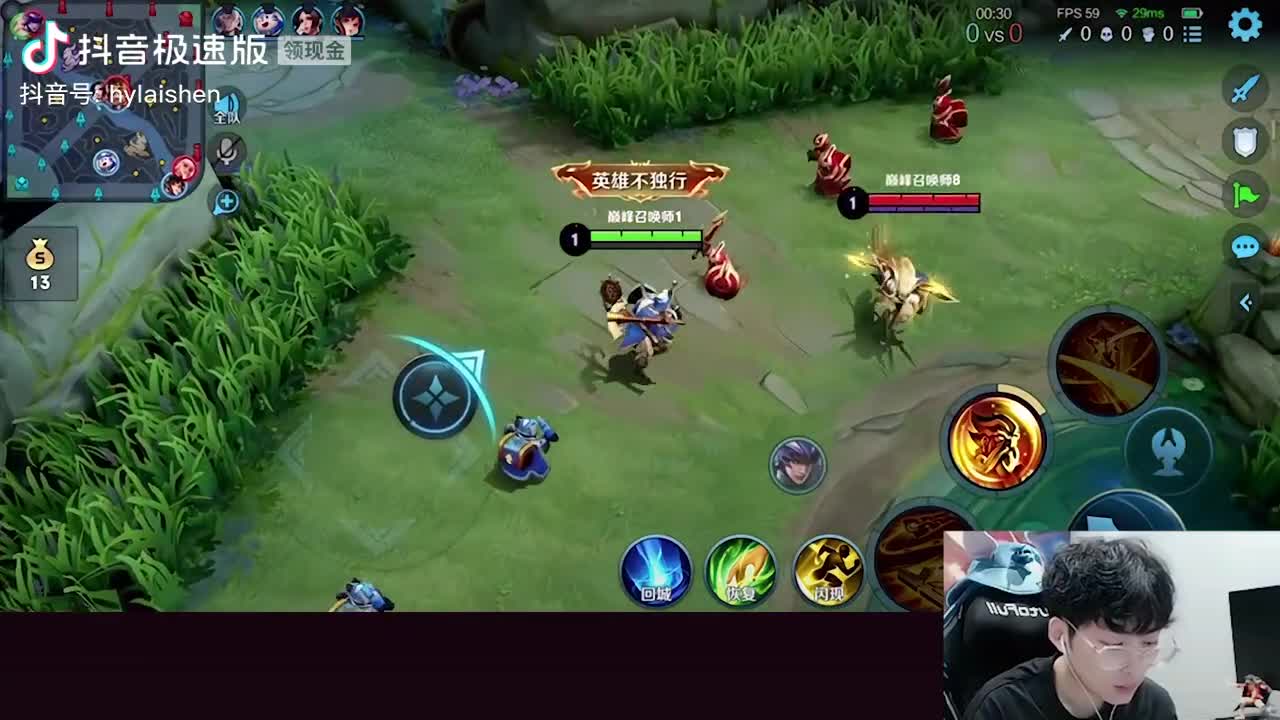 抖音极速版 领现金
抖音号: hylaishen
全队
13
00:30
0 vs 0
FPS 59 29ms
0 0 0
英雄不独行
巅峰召唤师1
1
巅峰召唤师8
1
回城
恢复
闪现